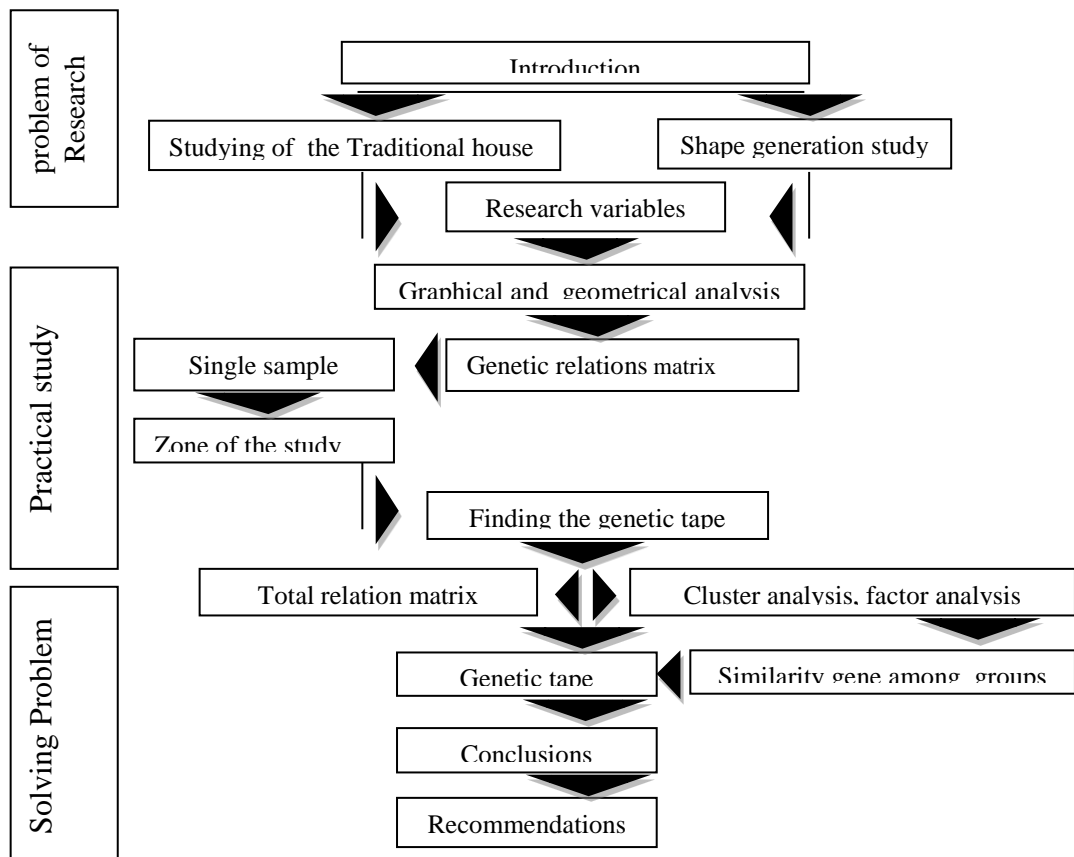 problem of
Research
Introduction
Studying of the Traditional house
Shape generation study
Research variables
Graphical and geometrical analysis
Practical study
Single sample
Genetic relations matrix
Zone of the study
Finding the genetic tape
Solving Problem
Total relation matrix
Cluster analysis, factor analysis
Genetic tape
Similarity gene among groups
Conclusions
Recommendations